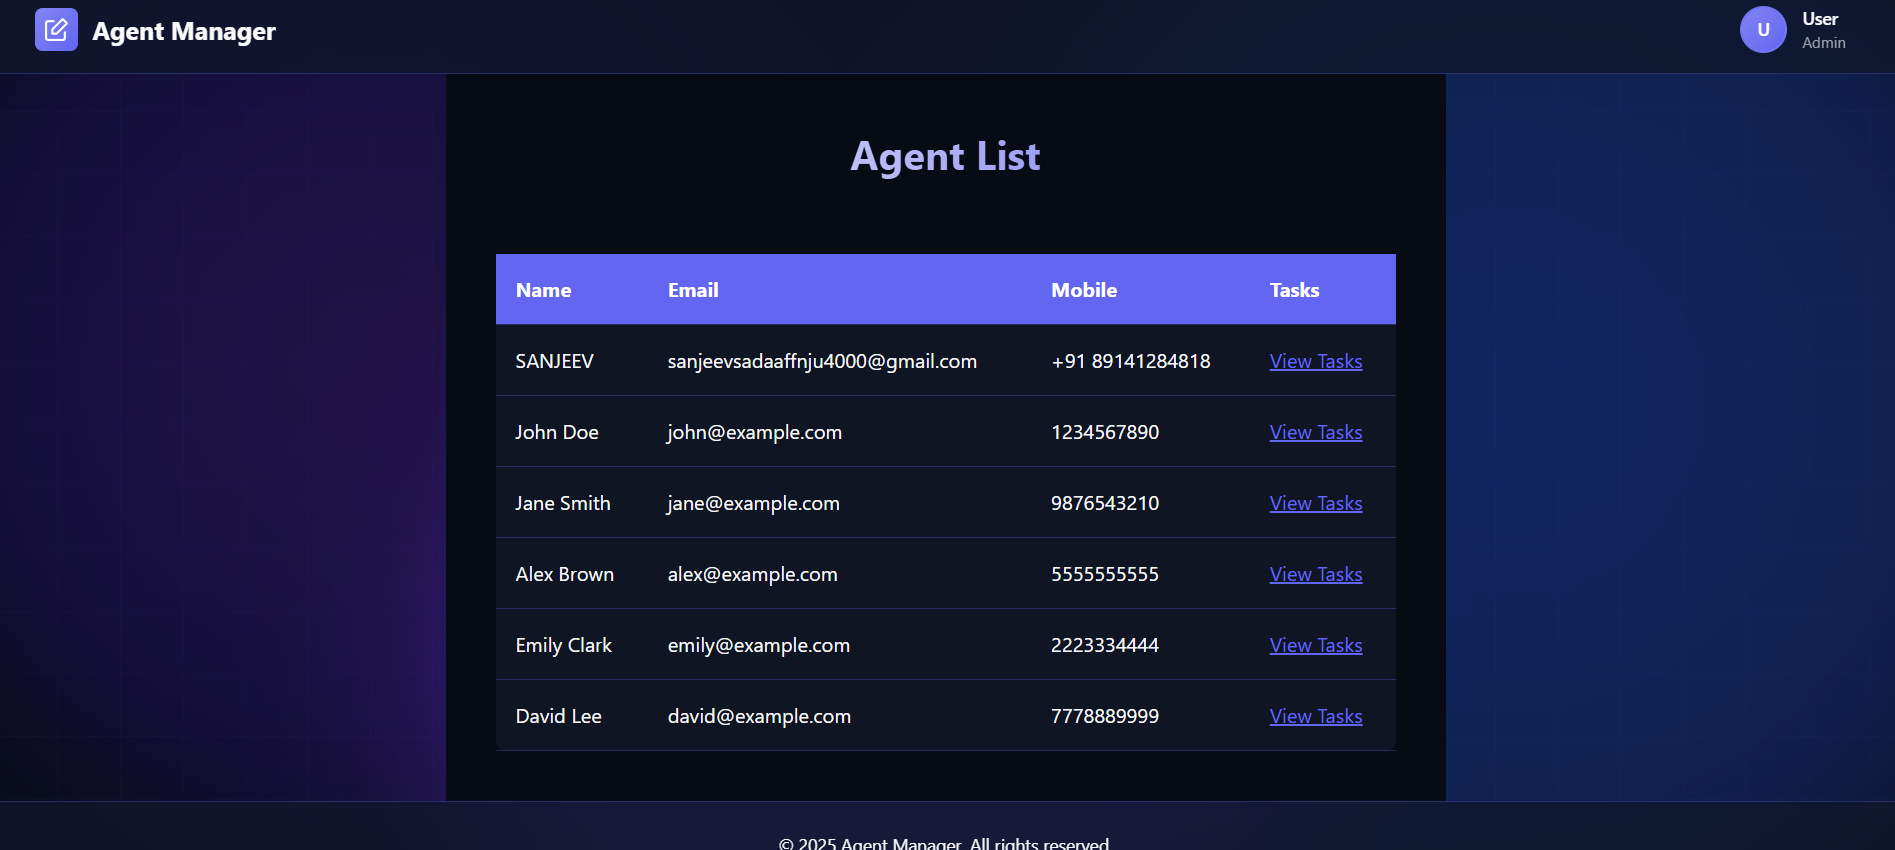 Agent Manager
U
User
Admin
Agent List
Name Email Mobile Tasks
SANJEEV sanjeevsadaaffnju4000@gmail.com +91 89141284818 View Tasks
John Doe john@example.com 1234567890 View Tasks
Jane Smith jane@example.com 9876543210 View Tasks
Alex Brown alex@example.com 5555555555 View Tasks
Emily Clark emily@example.com 2223334444 View Tasks
David Lee david@example.com 7778889999 View Tasks
© 2025 Agent Manager. All rights reserved.